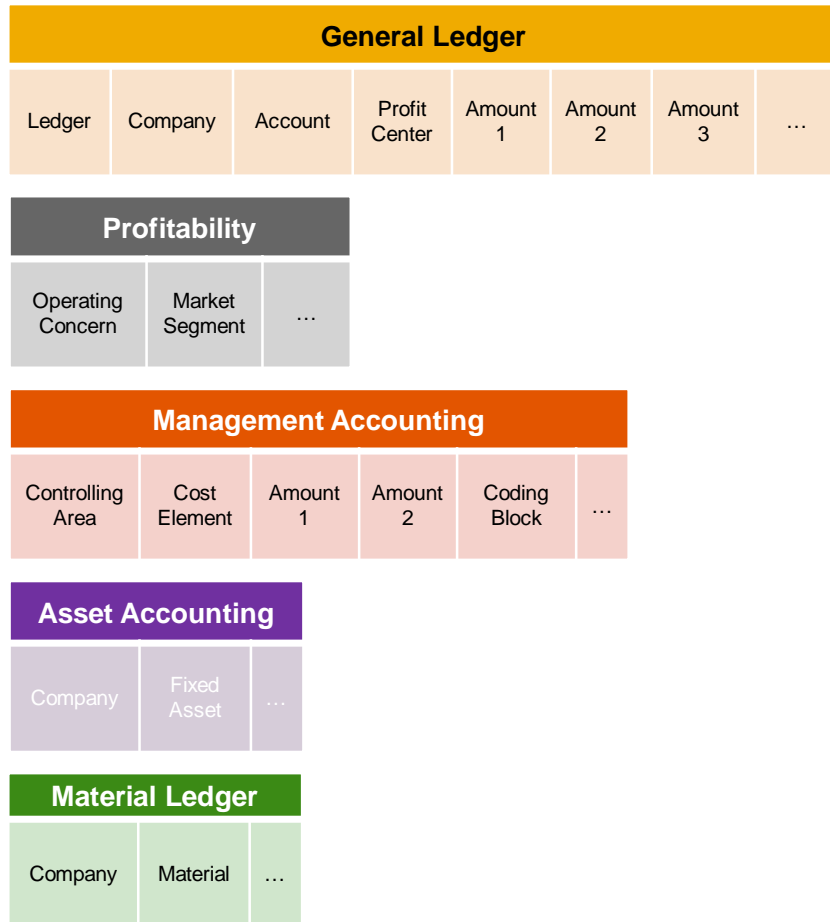 General Ledger
Ledger Company Account Profit Center Amount 1 Amount 2 Amount 3 …
Profitability
Operating Concern Market Segment …
Management Accounting
Controlling Area Cost Element Amount 1 Amount 2 Coding Block …
Asset Accounting
Company Fixed Asset …
Material Ledger
Company Material …